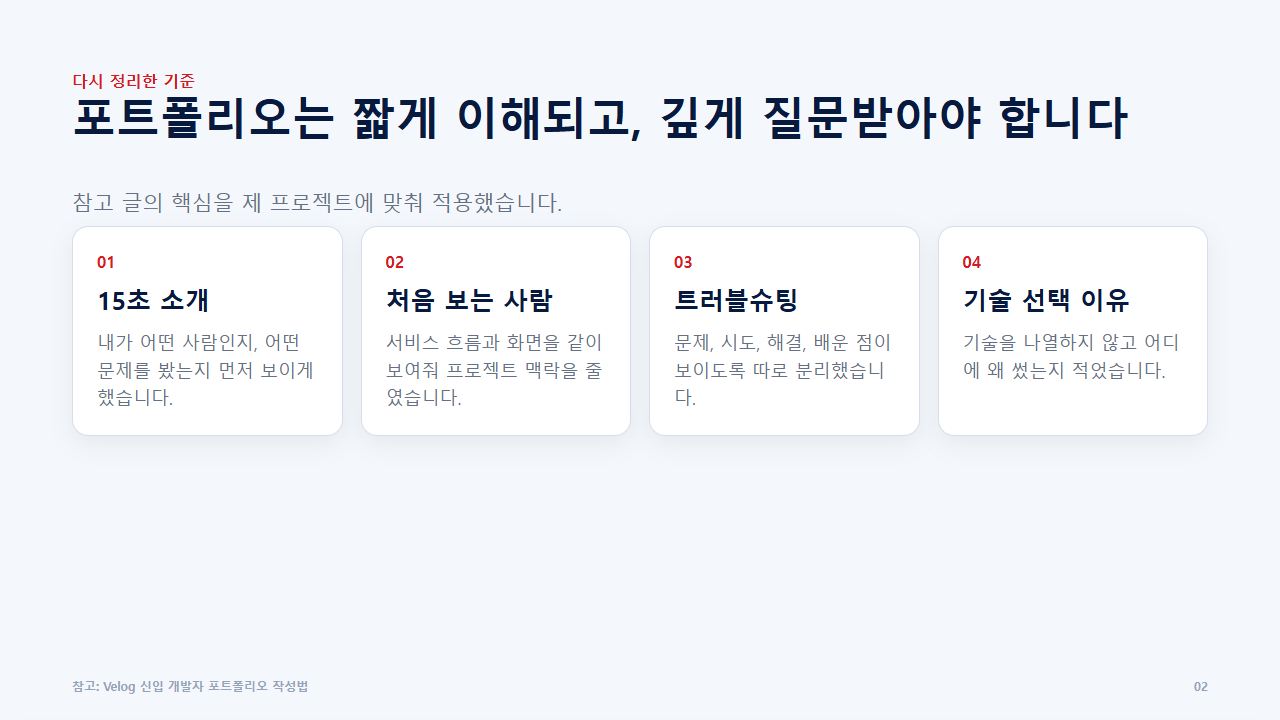 다시 정리한 기준
포트폴리오는 짧게 이해되고, 깊게 질문받아야 합니다
참고 글의 핵심을 제 프로젝트에 맞춰 적용했습니다.
01
15초 소개
내가 어떤 사람인지, 어떤
문제를 봤는지 먼저 보이게
했습니다.
02
처음 보는 사람
서비스 흐름과 화면을 같이
보여줘 프로젝트 맥락을 줄
였습니다.
03
트러블슈팅
문제, 시도, 해결, 배운 점이
보이도록 따로 분리했습니
다.
04
기술 선택 이유
기술을 나열하지 않고 어디
에 왜 썼는지 적었습니다.
참고: Velog 신입 개발자 포트폴리오 작성법
02